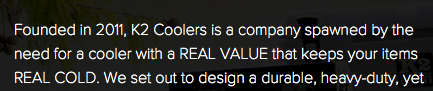 Founded in 2011, K2 Coolers is a company spawned by the
need for a cooler with a REAL VALUE that keeps your items
REAL COLD. We set out to design a durable, heavy-duty, yet